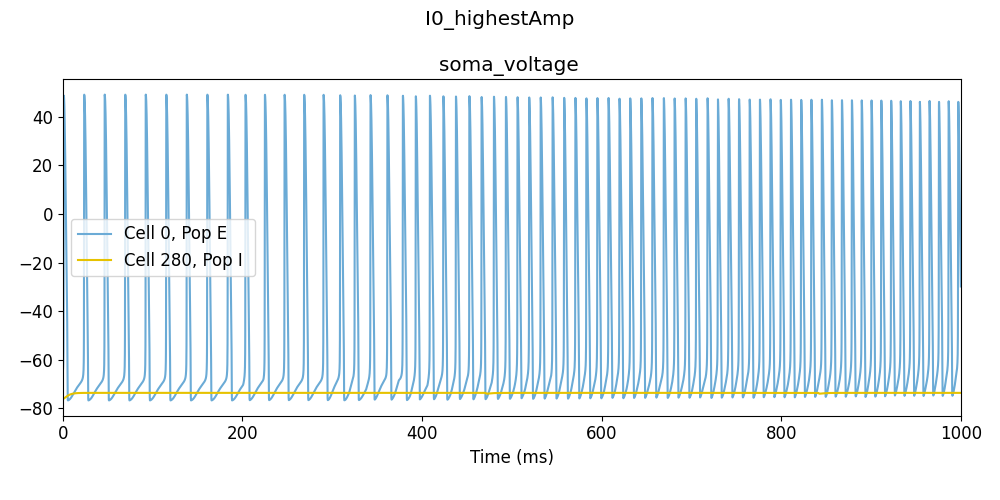 I0_highestAmp
soma_voltage
40
20
0
−20
−40
−60
−80
Cell 0, Pop E
Cell 280, Pop I
0 200 400 600 800 1000
Time (ms)